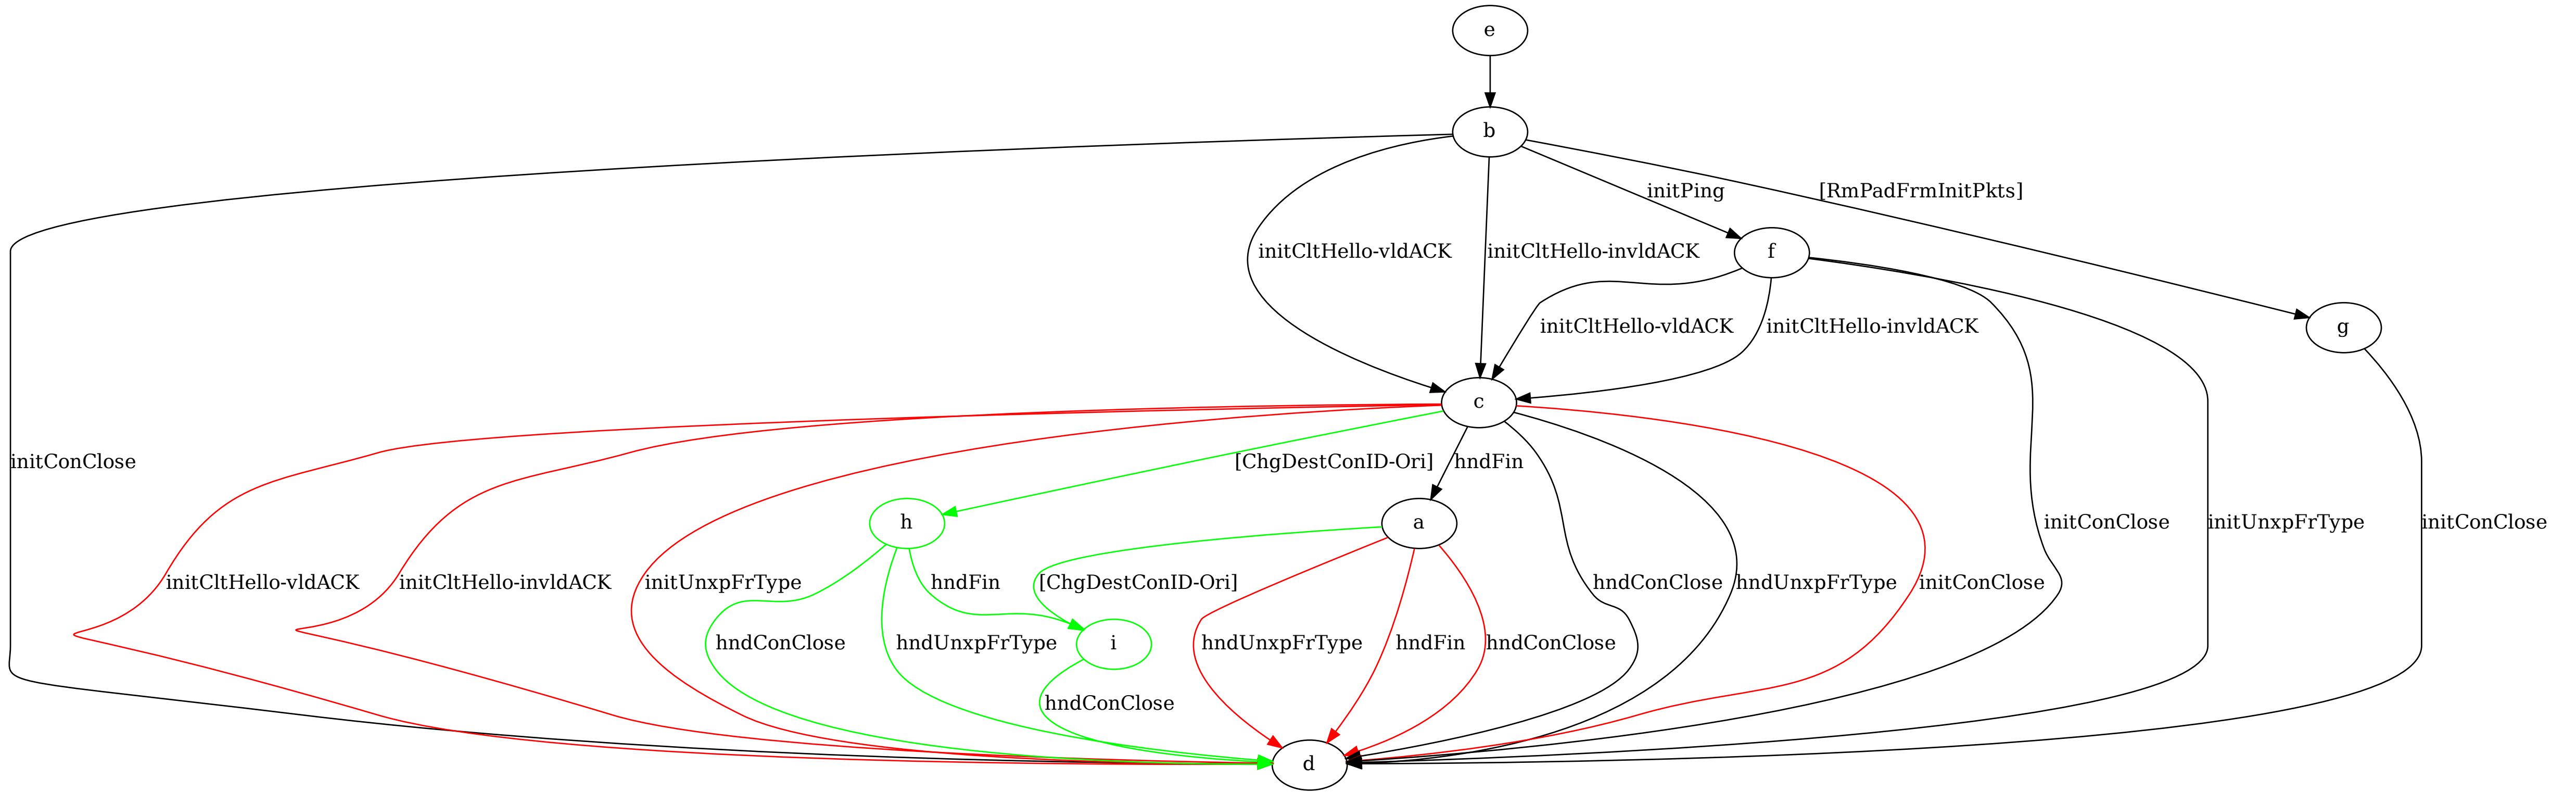 e
b
initPing
[RmPadFrmInitPkts]
initCltHello-vldACK
initCltHello-invldACK
f
initCltHello-vldACK
initCltHello-invldACK
g
c
initConClose
[ChgDestConID-Ori]
hndFin
h
a
initConClose
initUnxpFrType
initConClose
initCltHello-vldACK
initCltHello-invldACK
initUnxpFrType
hndFin
[ChgDestConID-Ori]
hndConClose
hndUnxpFrType
initConClose
hndConClose
hndUnxpFrType
i
hndUnxpFrType
hndFin
hndConClose
hndConClose
d